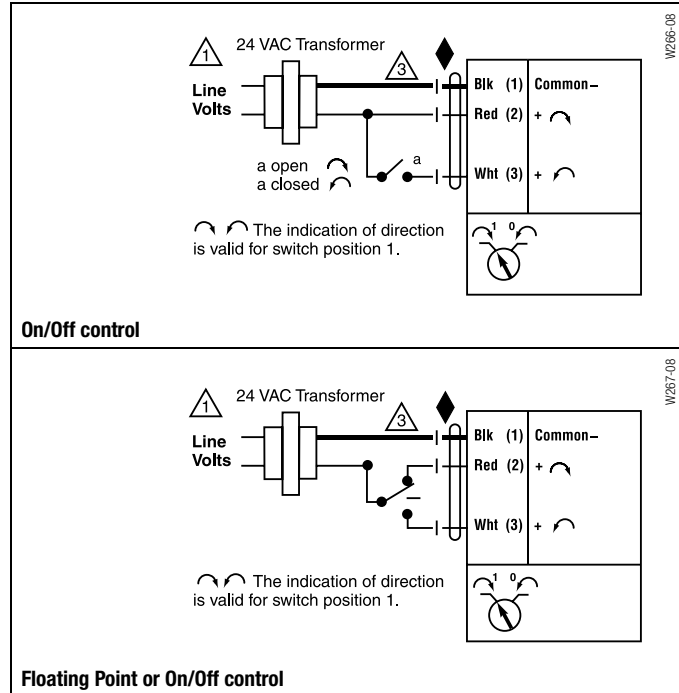 W266-08
1
24 VAC Transformer
3
Line
Volts
Blk (1) Common–
Red (2) +
a
a open
a closed
Wht (3) +
The indication of direction
is valid for switch position 1.
1 0
On/Off control
W267-08
1
24 VAC Transformer
3
Line
Volts
Blk (1) Common–
Red (2) +
Wht (3) +
The indication of direction
is valid for switch position 1.
1 0
Floating Point or On/Off control